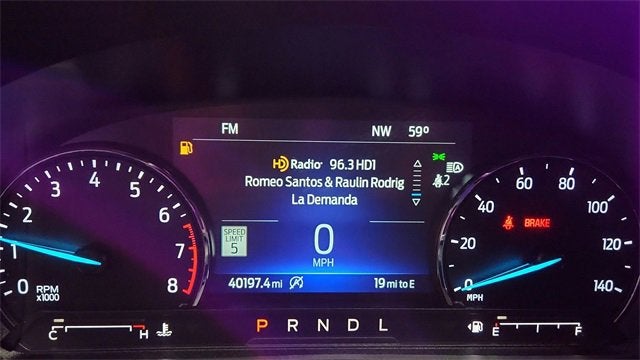 FM NW 59°
HD Radio 96.3 HD1
Romeo Santos & Raulin Rodrig
La Demanda
2
SPEED LIMIT 5
0
MPH
40197.4 mi 19 mi to E
0 1 2 3 4 5 6 7 8
RPM
x1000
0 20 40 60 80 100 120 140
MPH
BRAKE
C H
P R N D L
E F